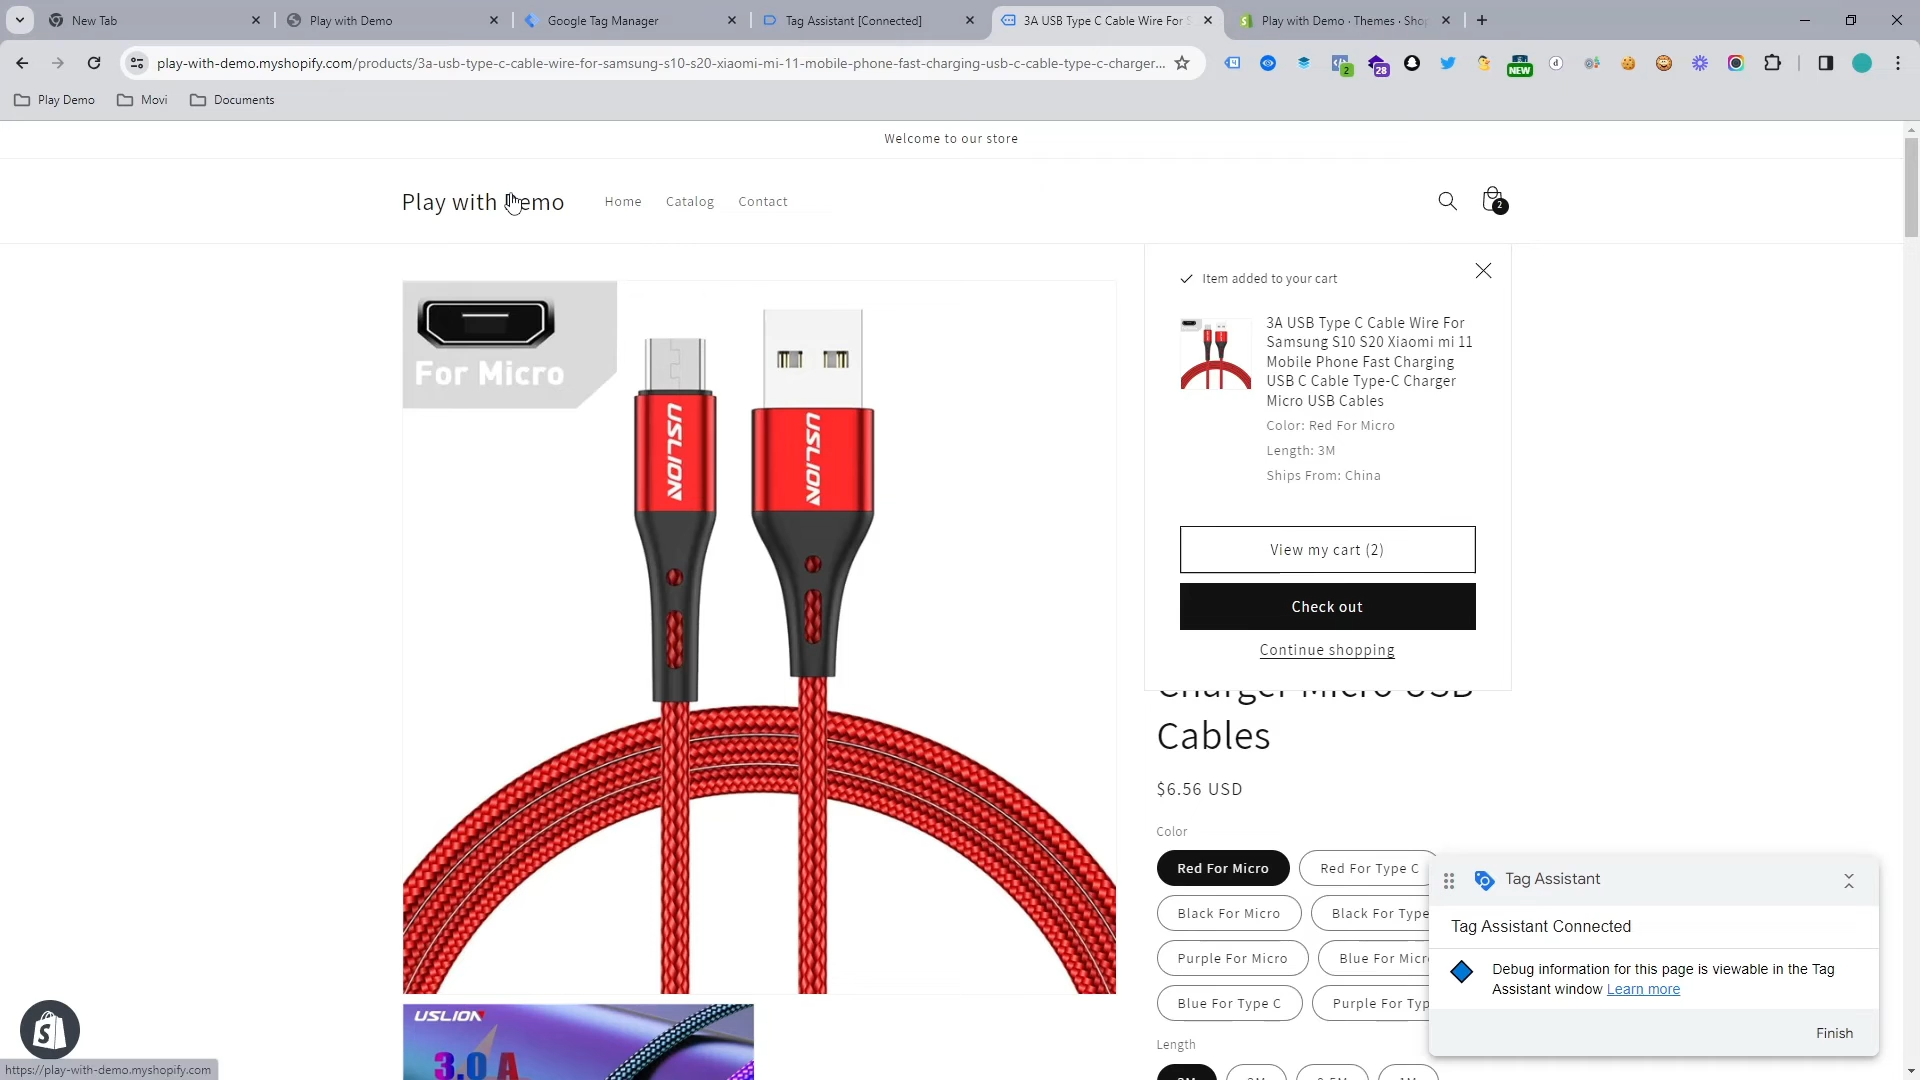 New Tab
Play with Demo
Google Tag Manager
Tag Assistant [Connected]
3A USB Type C Cable Wire For S
Play with Demo · Themes · Sho
play-with-demo.myshopify.com/products/3a-usb-type-c-cable-wire-for-samsung-s10-s20-xiaomi-mi-11-mobile-phone-fast-charging-usb-c-cable-type-c-charger...
2
28
NEW
Play Demo
Movi
Documents
Welcome to our store
Play with Demo
Home
Catalog
Contact
2
For Micro
USLION
USLION
Item added to your cart
3A USB Type C Cable Wire For
Samsung S10 S20 Xiaomi mi 11
Mobile Phone Fast Charging
USB C Cable Type-C Charger
Micro USB Cables
Color: Red For Micro
Length: 3M
Ships From: China
View my cart (2)
Check out
Continue shopping
Charger Micro USB
Cables
$6.56 USD
Color
Red For Micro
Red For Type C
Black For Micro
Black For Type
Purple For Micro
Blue For Micr
Blue For Type C
Purple For Typ
Length
Tag Assistant
Tag Assistant Connected
Debug information for this page is viewable in the Tag
Assistant window Learn more
Finish
USLION
3.0 A
https://play-with-demo.myshopify.com